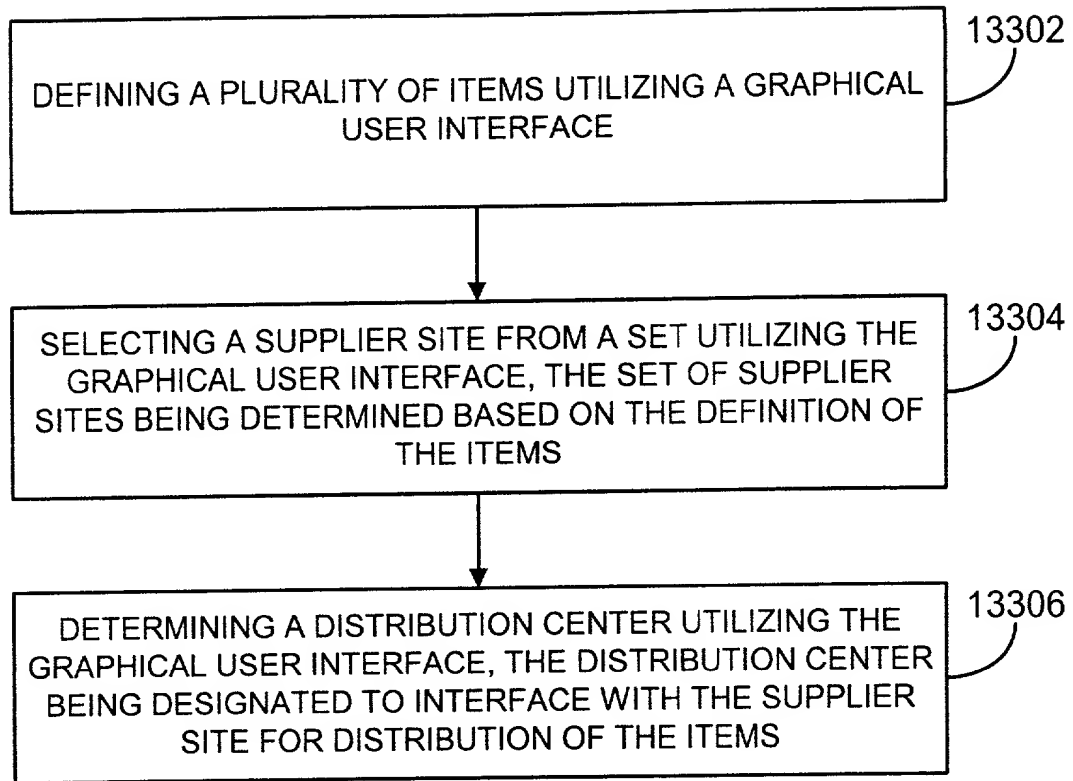 13302
DEFINING A PLURALITY OF ITEMS UTILIZING A GRAPHICAL
USER INTERFACE
13304
SELECTING A SUPPLIER SITE FROM A SET UTILIZING THE
GRAPHICAL USER INTERFACE, THE SET OF SUPPLIER
SITES BEING DETERMINED BASED ON THE DEFINITION OF
THE ITEMS
13306
DETERMINING A DISTRIBUTION CENTER UTILIZING THE
GRAPHICAL USER INTERFACE, THE DISTRIBUTION CENTER
BEING DESIGNATED TO INTERFACE WITH THE SUPPLIER
SITE FOR DISTRIBUTION OF THE ITEMS